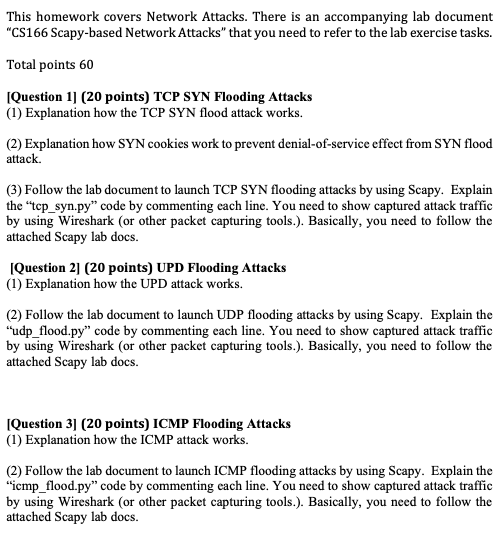 This homework covers Network Attacks. There is an accompanying lab document
“CS166 Scapy-based Network Attacks” that you need to refer to the lab exercise tasks.
Total points 60
[Question 1] (20 points) TCP SYN Flooding Attacks
(1) Explanation how the TCP SYN flood attack works.
(2) Explanation how SYN cookies work to prevent denial-of-service effect from SYN flood
attack.
(3) Follow the lab document to launch TCP SYN flooding attacks by using Scapy. Explain
the “tcp_syn.py” code by commenting each line. You need to show captured attack traffic
by using Wireshark (or other packet capturing tools.). Basically, you need to follow the
attached Scapy lab docs.
[Question 2] (20 points) UPD Flooding Attacks
(1) Explanation how the UPD attack works.
(2) Follow the lab document to launch UDP flooding attacks by using Scapy. Explain the
“udp_flood.py” code by commenting each line. You need to show captured attack traffic
by using Wireshark (or other packet capturing tools.). Basically, you need to follow the
attached Scapy lab docs.
[Question 3] (20 points) ICMP Flooding Attacks
(1) Explanation how the ICMP attack works.
(2) Follow the lab document to launch ICMP flooding attacks by using Scapy. Explain the
“icmp_flood.py” code by commenting each line. You need to show captured attack traffic
by using Wireshark (or other packet capturing tools.). Basically, you need to follow the
attached Scapy lab docs.